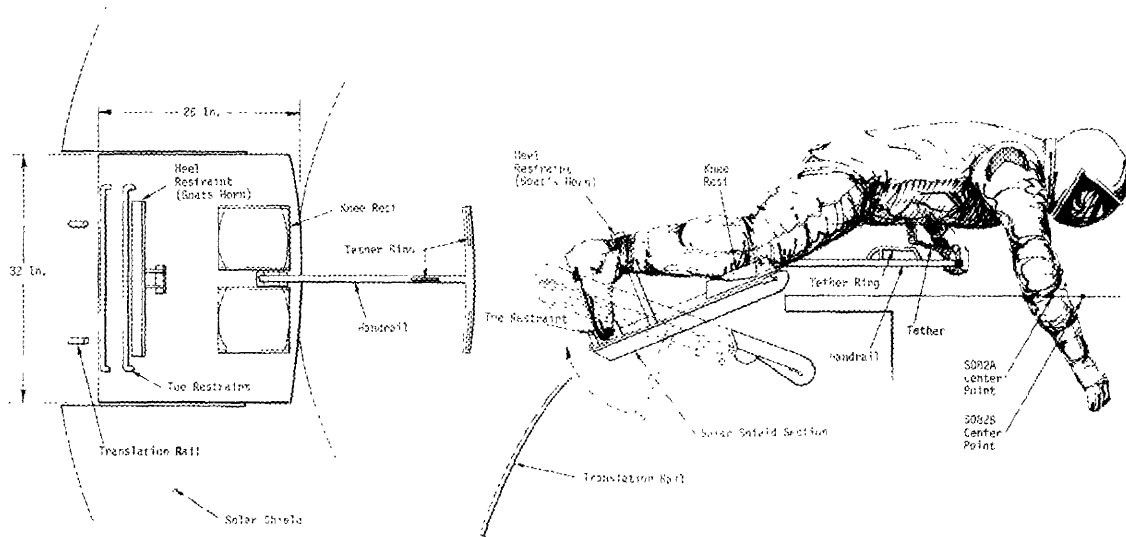 26 In.
Heel
Restraint
(Goats Horn)
Knee Rest
Tether Ring
32 In.
Handrail
Toe Restraint
Translation Rail
Solar Shield
Heel
Restraint
(Goat's Horn)
Knee
Rest
Tether Ring
Toe Restraint
Tether
Handrail
S082A
Center
Point
S082B
Center
Point
Solar Shield Section
Translation Rail